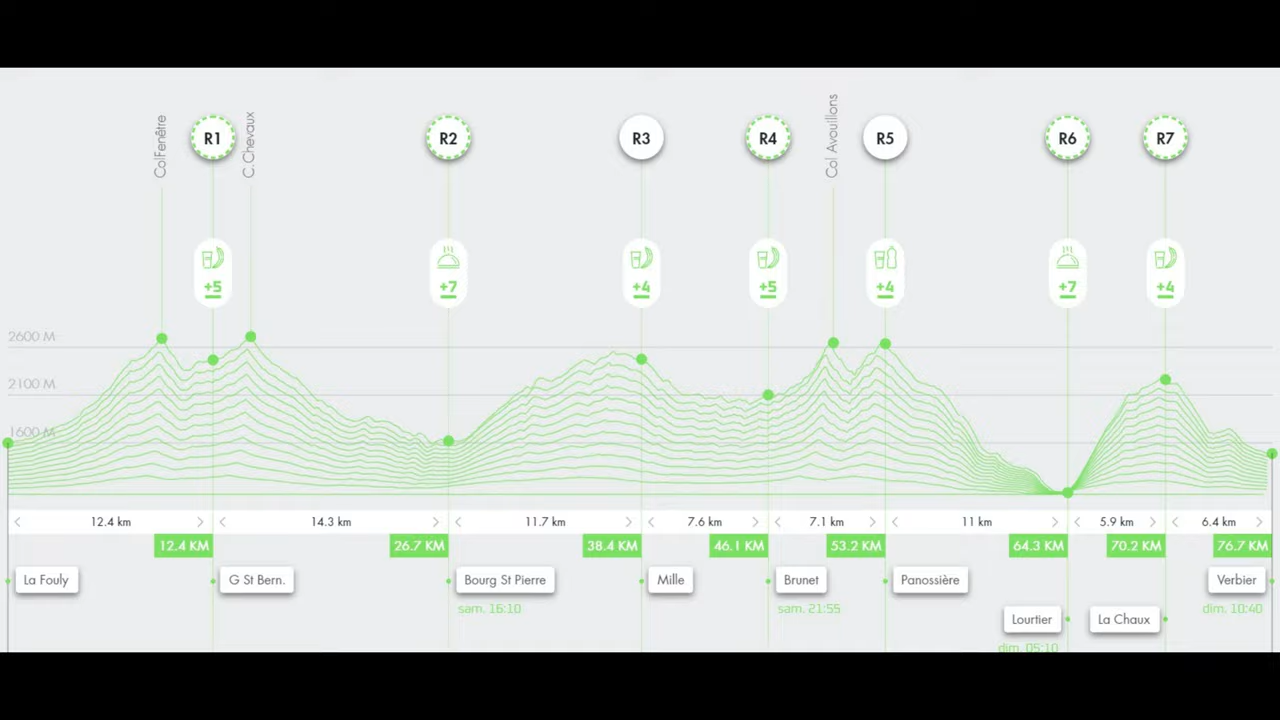 ColFenêtre
R1
C. Chevaux
R2
R3
R4
Col Avouillons
R5
R6
R7
+5
+7
+4
+5
+4
+7
+4
2600 M
2100 M
1600 M
12.4 km
14.3 km
11.7 km
7.6 km
7.1 km
11 km
5.9 km
6.4 km
12.4 KM
26.7 KM
38.4 KM
46.1 KM
53.2 KM
64.3 KM
70.2 KM
76.7 KM
La Fouly
G St Bern.
Bourg St Pierre
Mille
Brunet
Panossière
Verbier
sam. 16:10
sam. 21:55
dim. 10:40
Lourtier
La Chaux
dim. 05:10